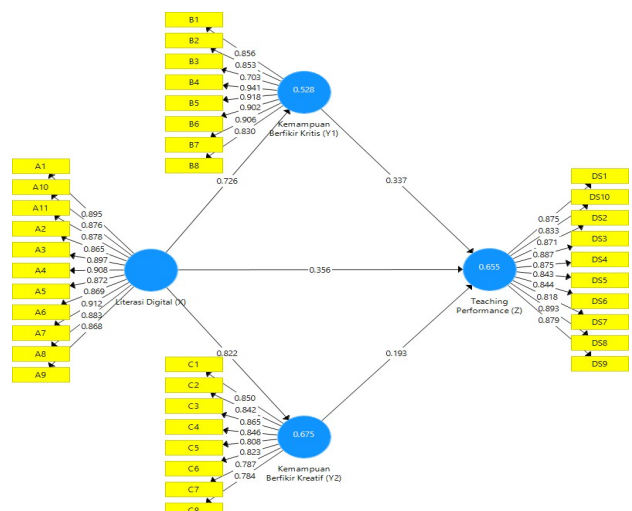 B1
B2
B3
B4
B5
B6
B7
B8
0.856
0.853
0.703
0.941
0.918
0.902
0.906
0.830
0.528
Kemampuan
Berfikir Kritis (Y1)
0.726
0.337
A1
A10
A11
A2
A3
A4
A5
A6
A7
A8
A9
0.895
0.876
0.878
0.865
0.897
0.908
0.872
0.869
0.912
0.883
0.868
Literasi Digital (X)
0.356
0.655
Teaching
Performance (Z)
0.875
0.833
0.871
0.887
0.875
0.843
0.844
0.818
0.893
0.879
DS1
DS10
DS2
DS3
DS4
DS5
DS6
DS7
DS8
DS9
0.822
0.193
C1
C2
C3
C4
C5
C6
C7
C8
0.850
0.842
0.865
0.846
0.808
0.823
0.787
0.784
0.675
Kemampuan
Berfikir Kreatif (Y2)